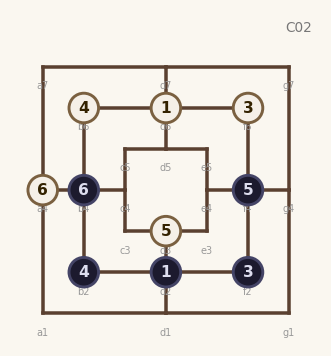 C02
a7 d7 g7
4 1 3
b6 d6 f6
c5 d5 e5
6 6 5
a4 b4 c4 e4 f4 g4
5
c3 d3 e3
4 1 3
b2 d2 f2
a1 d1 g1